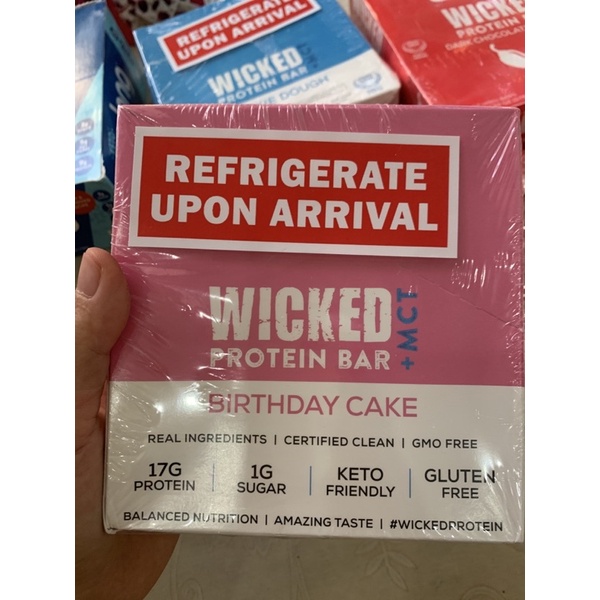 REFRIGERATE
UPON ARRIVAL
WICKED
PROTEIN BAR
DOUGH
WICKED
PROTEIN BAR
DARK CHOCOLATE
REFRIGERATE
UPON ARRIVAL
WICKED
PROTEIN BAR
+MCT
BIRTHDAY CAKE
REAL INGREDIENTS | CERTIFIED CLEAN | GMO FREE
17G PROTEIN | 1G SUGAR | KETO FRIENDLY | GLUTEN FREE
BALANCED NUTRITION | AMAZING TASTE | #WICKEDPROTEIN